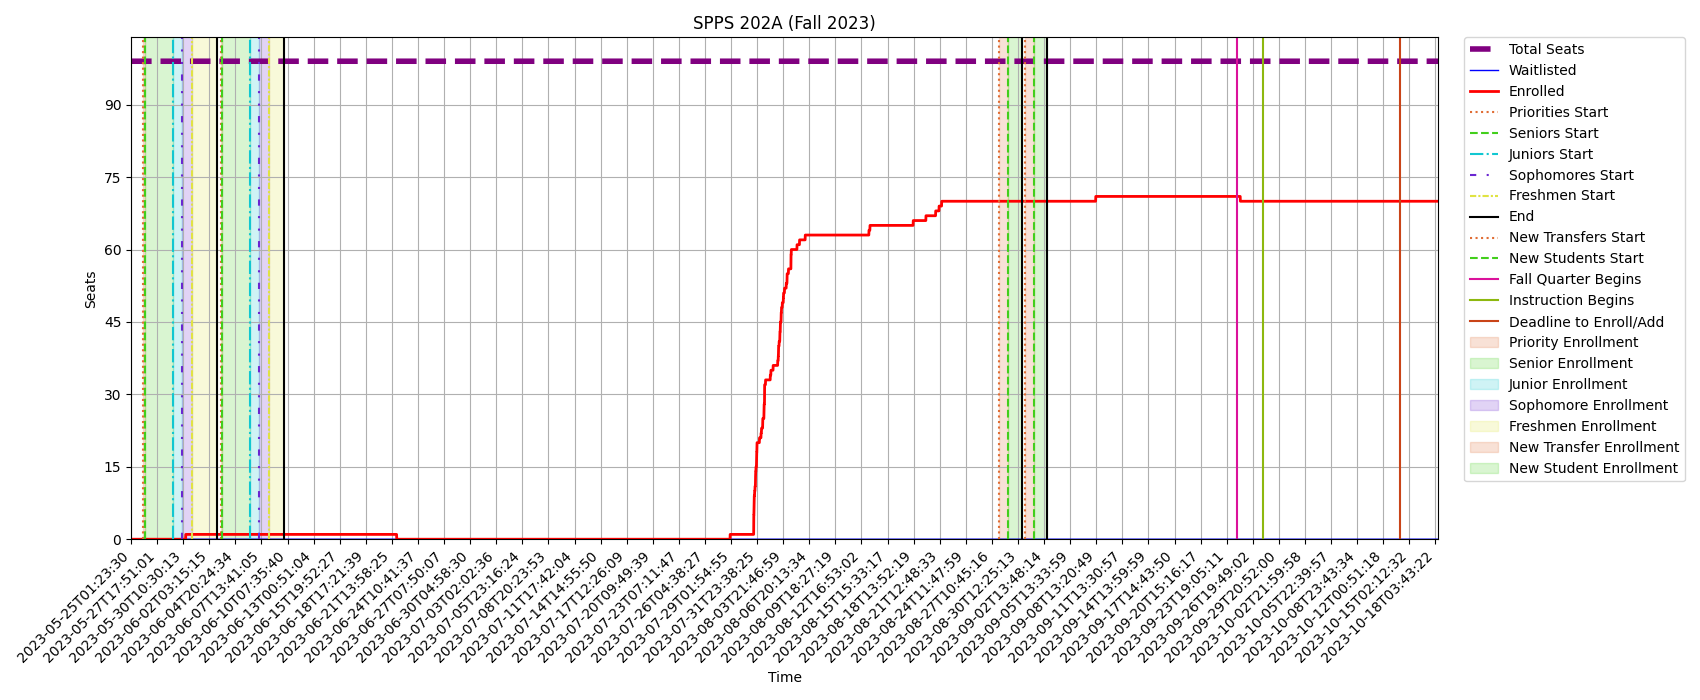 SPPS 202A (Fall 2023)
Seats
90
75
60
45
30
15
0
2023-05-25T01:23:30
2023-05-27T17:51:01
2023-05-30T10:30:13
2023-06-02T03:15:15
2023-06-04T20:24:34
2023-06-07T13:41:05
2023-06-10T07:35:40
2023-06-13T00:51:04
2023-06-15T19:52:27
2023-06-18T17:21:39
2023-06-21T13:58:25
2023-06-24T10:41:37
2023-06-27T07:50:07
2023-06-30T04:58:30
2023-07-03T02:02:36
2023-07-05T23:16:24
2023-07-08T20:23:53
2023-07-11T17:42:04
2023-07-14T14:55:50
2023-07-17T12:26:09
2023-07-20T09:49:39
2023-07-23T07:11:47
2023-07-26T04:38:27
2023-07-29T01:54:55
2023-07-31T23:38:25
2023-08-03T21:46:59
2023-08-06T20:13:34
2023-08-09T18:27:19
2023-08-12T16:53:02
2023-08-15T15:33:17
2023-08-18T13:52:19
2023-08-21T12:48:33
2023-08-24T11:47:59
2023-08-27T10:45:16
2023-08-30T12:25:13
2023-09-02T13:48:14
2023-09-05T13:33:59
2023-09-08T13:20:49
2023-09-11T13:30:57
2023-09-14T13:59:59
2023-09-17T14:43:50
2023-09-20T15:16:17
2023-09-23T19:05:11
2023-09-26T19:49:02
2023-09-29T20:52:00
2023-10-02T21:59:58
2023-10-05T22:39:57
2023-10-08T23:43:34
2023-10-12T00:51:18
2023-10-15T02:12:32
2023-10-18T03:43:22
Time
Total Seats
Waitlisted
Enrolled
Priorities Start
Seniors Start
Juniors Start
Sophomores Start
Freshmen Start
End
New Transfers Start
New Students Start
Fall Quarter Begins
Instruction Begins
Deadline to Enroll/Add
Priority Enrollment
Senior Enrollment
Junior Enrollment
Sophomore Enrollment
Freshmen Enrollment
New Transfer Enrollment
New Student Enrollment